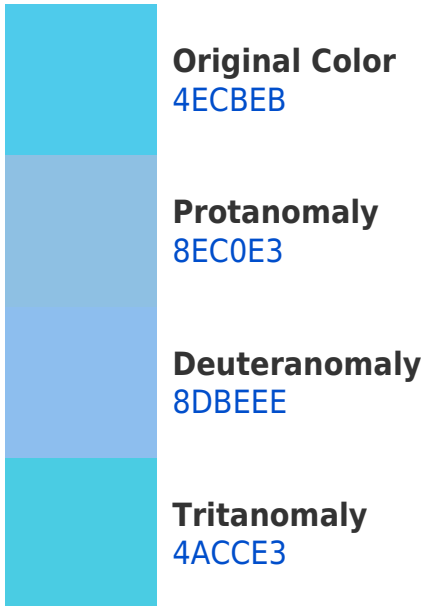 Original Color
4ECBEB
Protanomaly
8EC0E3
Deuteranomaly
8DBEEE
Tritanomaly
4ACCE3